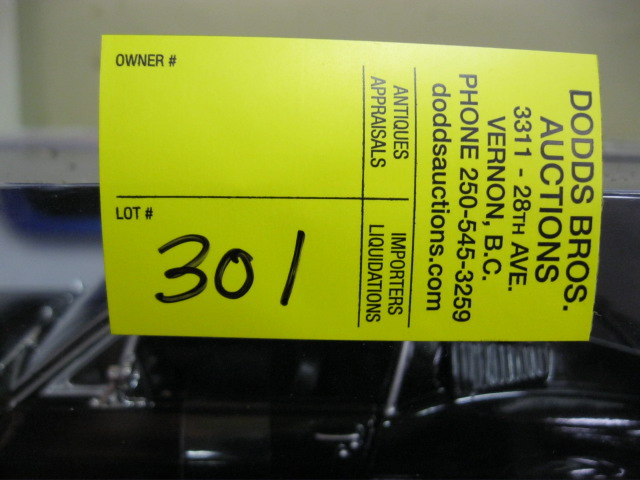 DODDS BROS.
AUCTIONS
3311 - 28TH AVE.
VERNON, B.C.
PHONE 250-545-3259
doddsauctions.com
ANTIQUES
APPRAISALS
IMPORTERS
LIQUIDATIONS
OWNER #
LOT #
301